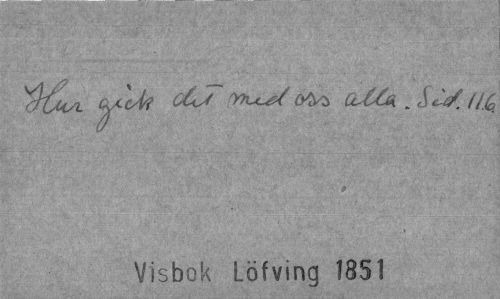 Hur gick det med oss alla. Sid. 116
Visbok Löfving 1851